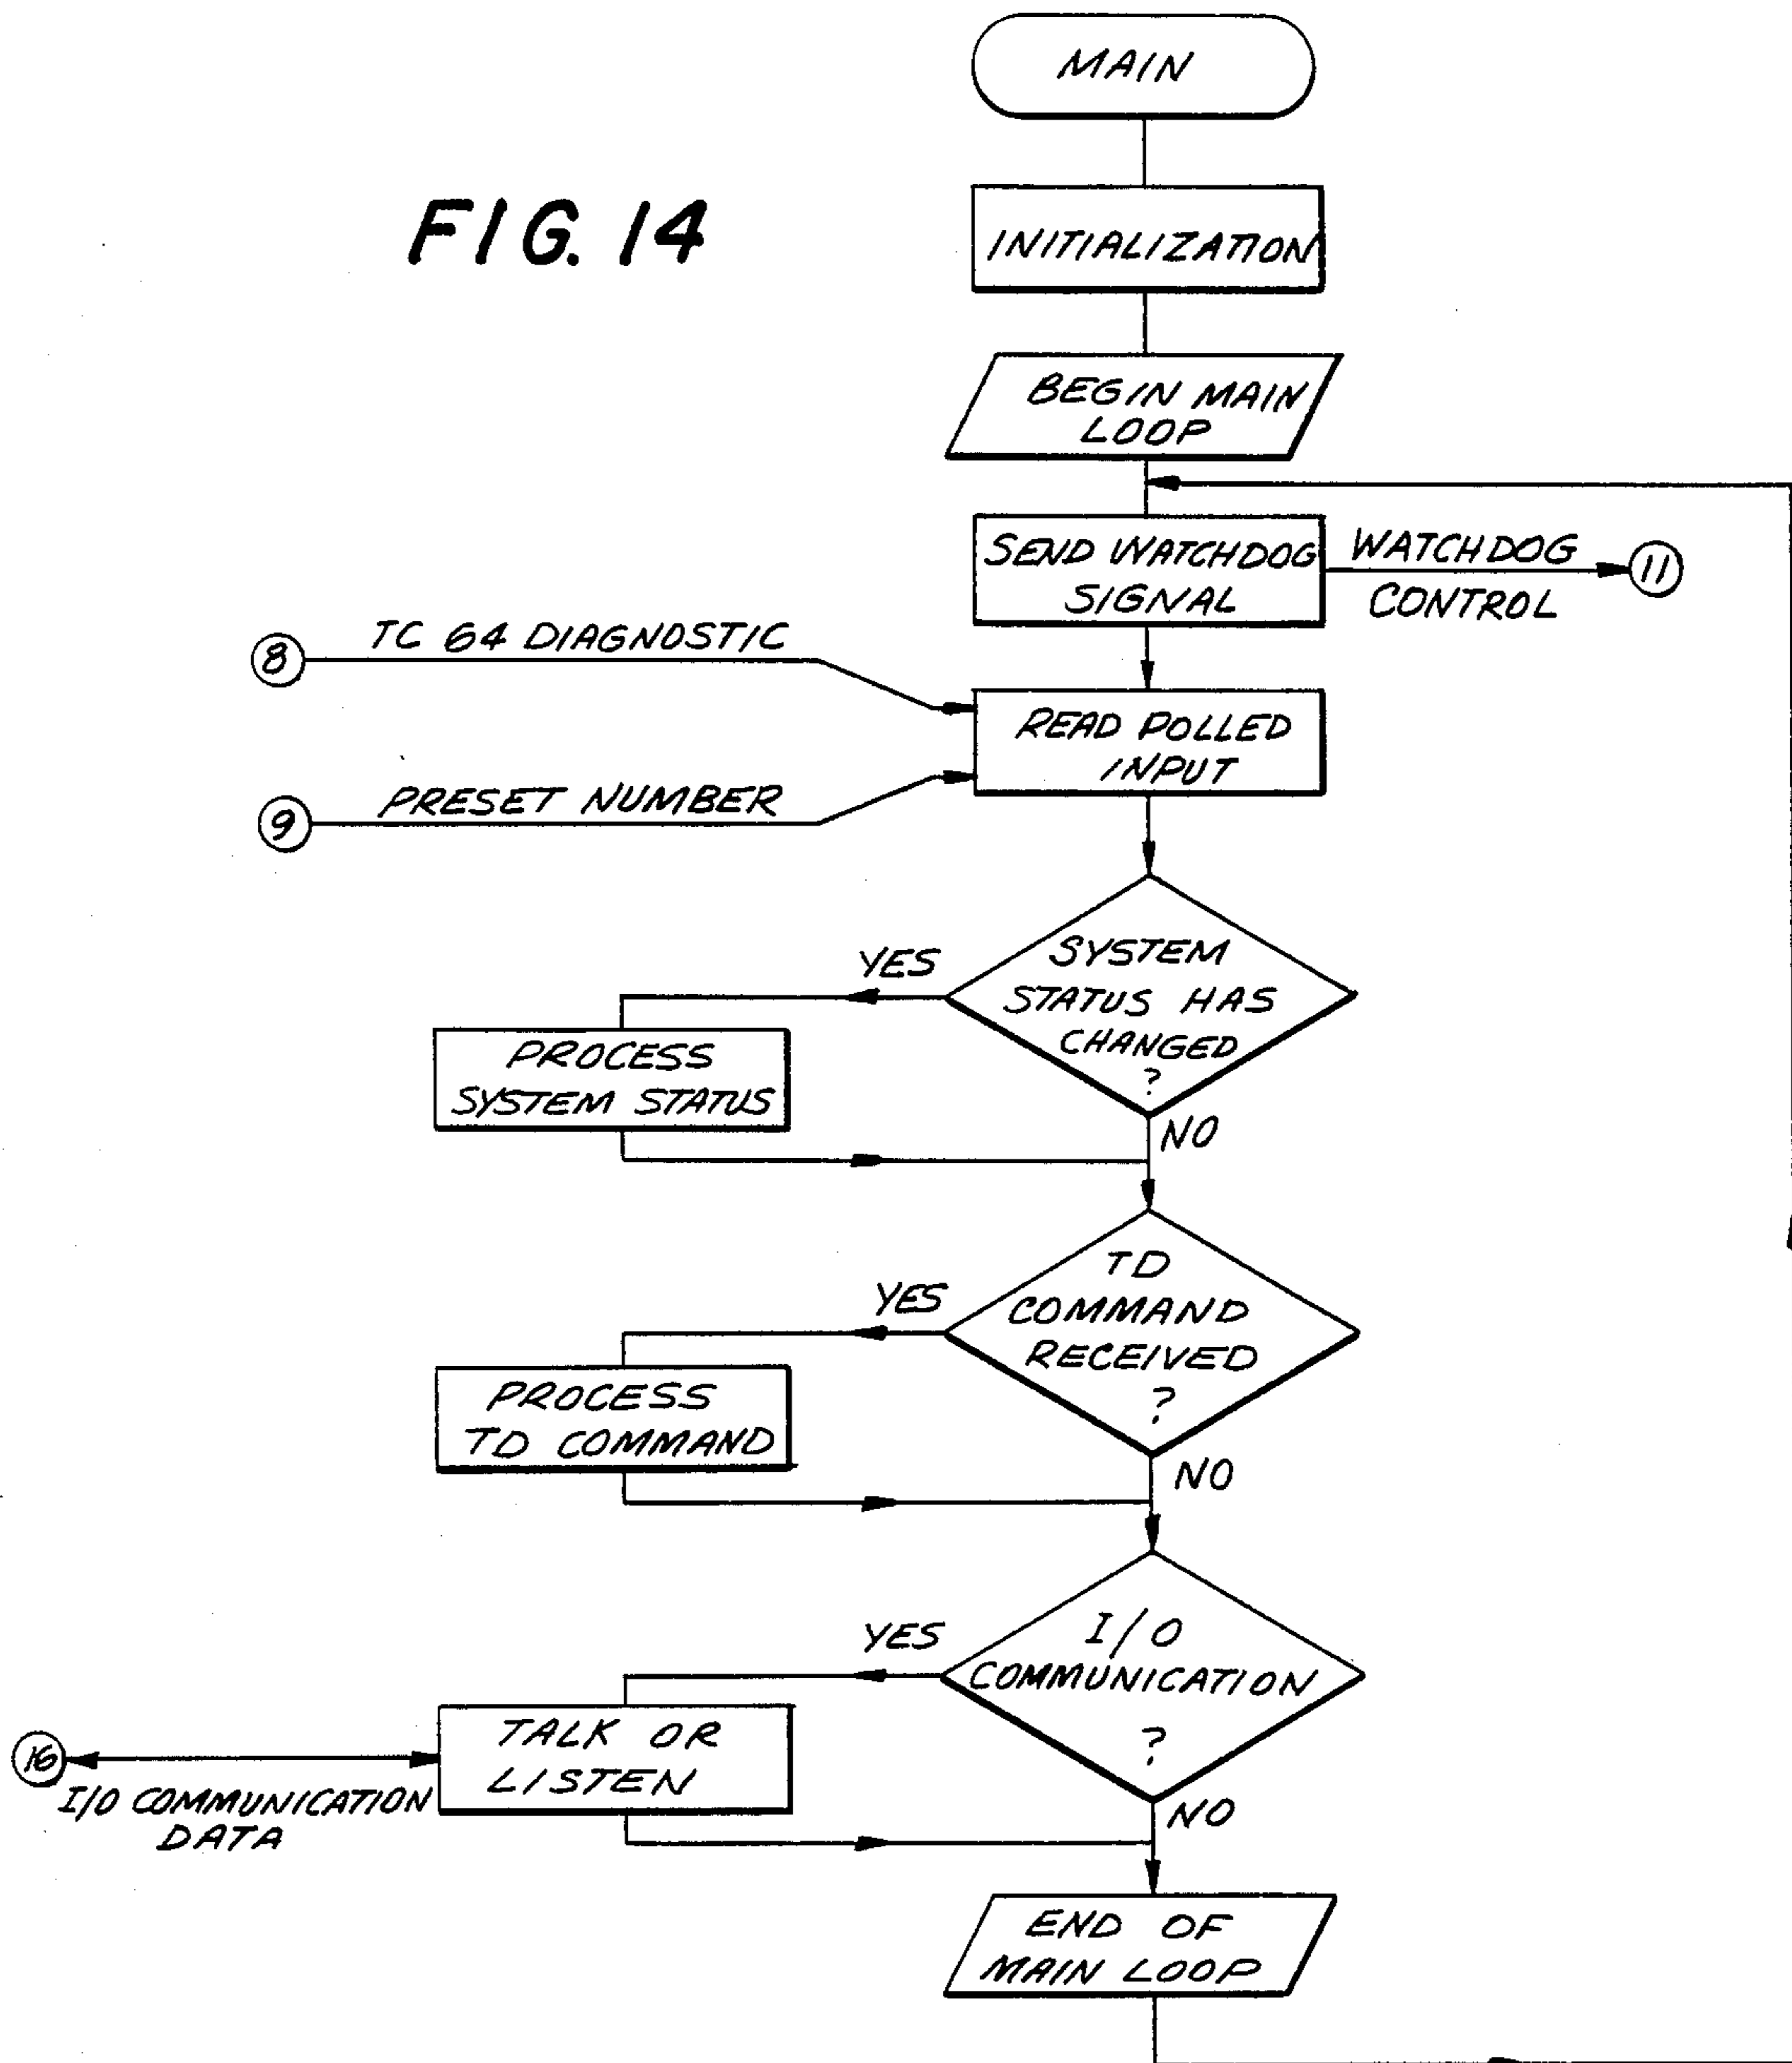 MAIN
FIG. 14
INITIALIZATION
BEGIN MAIN
LOOP
SEND WATCHDOG
SIGNAL
WATCHDOG
CONTROL
11
8
TC 64 DIAGNOSTIC
READ POLLED
INPUT
9
PRESET NUMBER
SYSTEM
STATUS HAS
CHANGED
?
YES
PROCESS
SYSTEM STATUS
NO
TD
COMMAND
RECEIVED
?
YES
PROCESS
TD COMMAND
NO
I/O
COMMUNICATION
?
YES
TALK OR
LISTEN
16
I/O COMMUNICATION
DATA
NO
END OF
MAIN LOOP